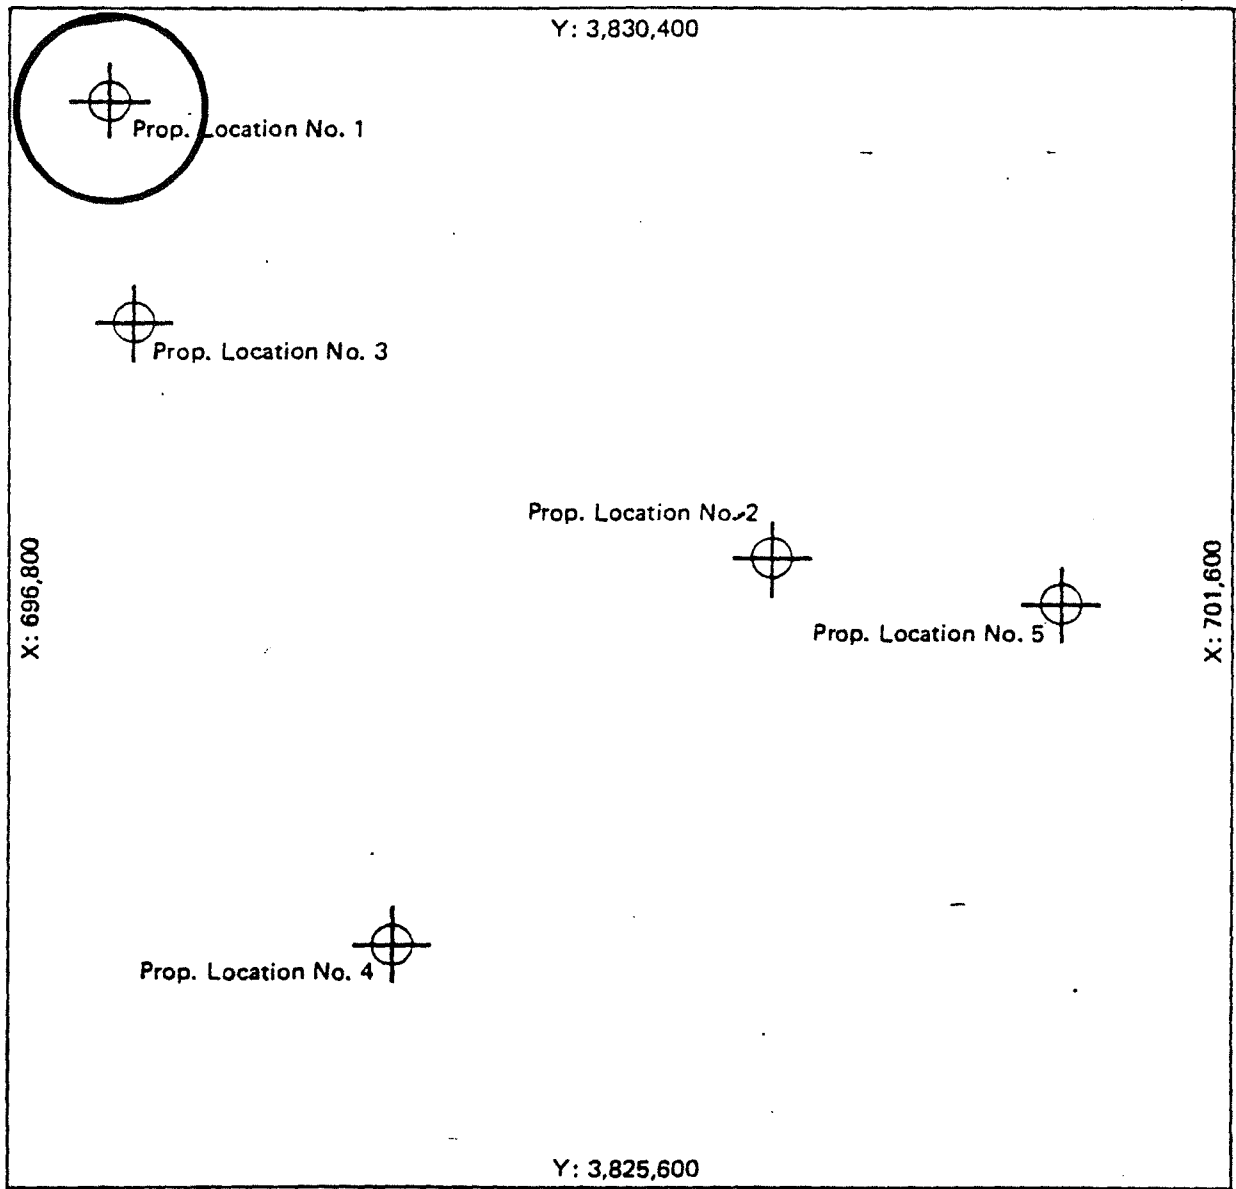 Y: 3,830,400
Prop. Location No. 1
Prop. Location No. 3
Prop. Location No. 2
X: 696,800
X: 701,600
Prop. Location No. 5
Prop. Location No. 4
Y: 3,825,600